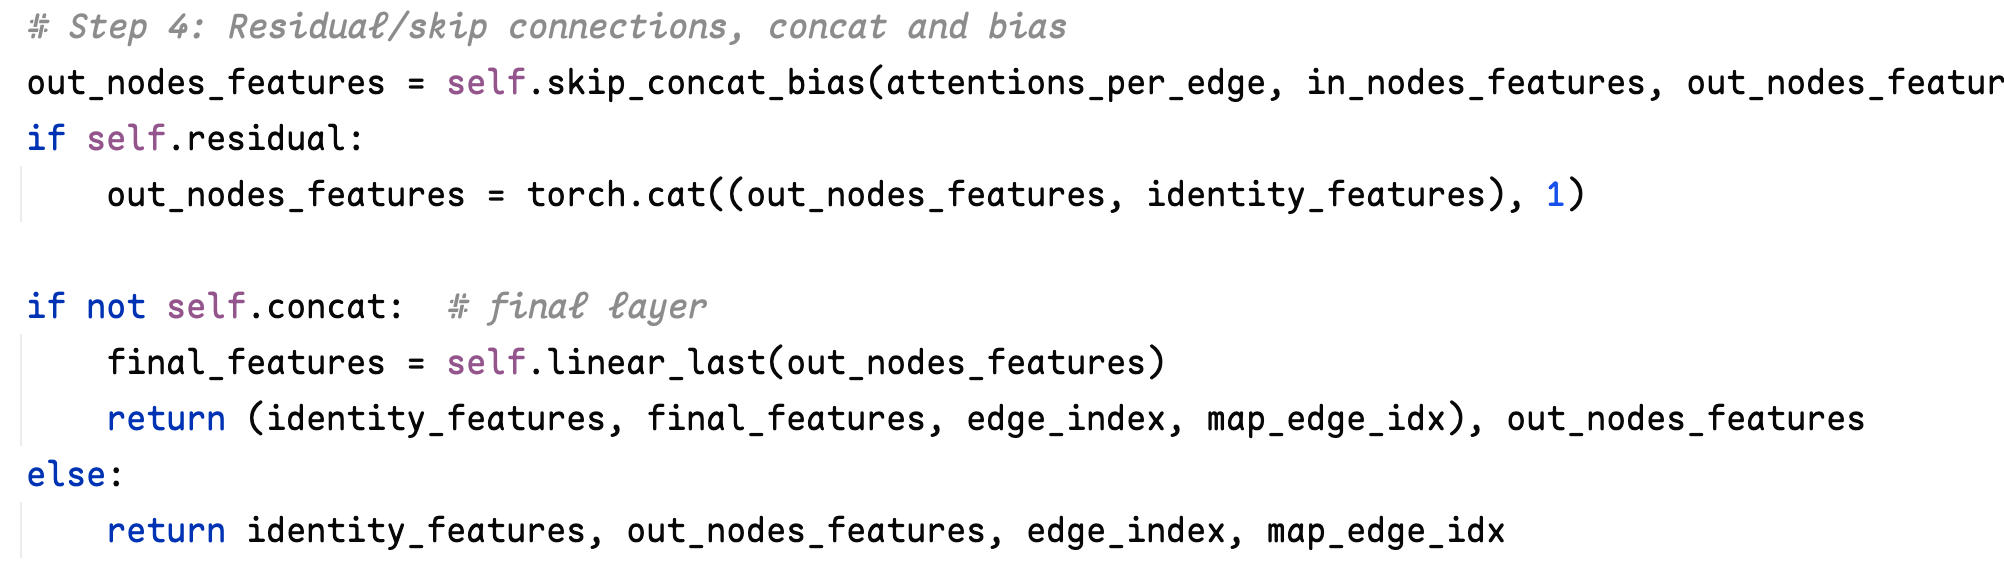 # Step 4: Residual/skip connections, concat and bias
out_nodes_features = self.skip_concat_bias(attentions_per_edge, in_nodes_features, out_nodes_featur
if self.residual:
    out_nodes_features = torch.cat((out_nodes_features, identity_features), 1)
if not self.concat:  # final layer
    final_features = self.linear_last(out_nodes_features)
    return (identity_features, final_features, edge_index, map_edge_idx), out_nodes_features
else:
    return identity_features, out_nodes_features, edge_index, map_edge_idx